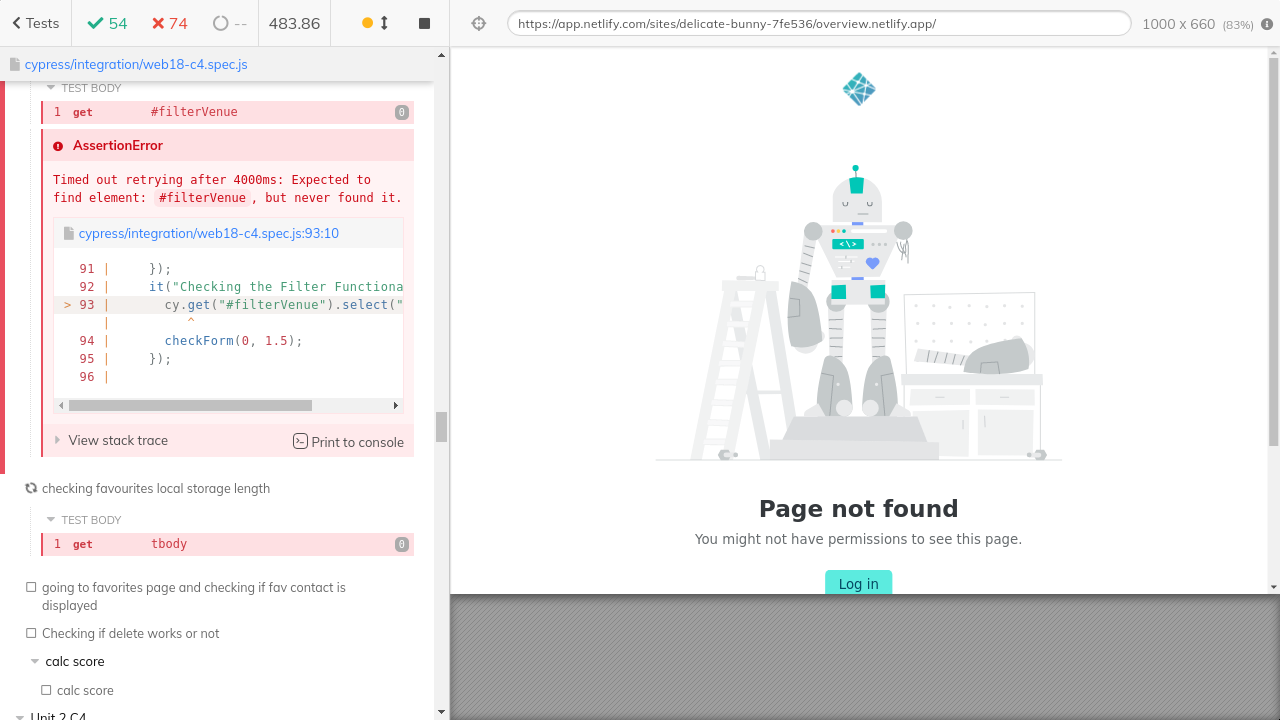 Tests
54
74
--
483.86
https://app.netlify.com/sites/delicate-bunny-7fe536/overview.netlify.app/
1000 x 660 (83%)
cypress/integration/web18-c4.spec.js
TEST BODY
1 get #filterVenue 0
AssertionError
Timed out retrying after 4000ms: Expected to
find element: #filterVenue, but never found it.
cypress/integration/web18-c4.spec.js:93:10
91 | });
92 | it("Checking the Filter Functiona
> 93 | cy.get("#filterVenue").select("
| ^
94 | checkForm(0, 1.5);
95 | });
96 |
View stack trace
Print to console
checking favourites local storage length
TEST BODY
1 get tbody 0
going to favorites page and checking if fav contact is
displayed
Checking if delete works or not
calc score
calc score
Unit 2 C4
</>
Page not found
You might not have permissions to see this page.
Log in